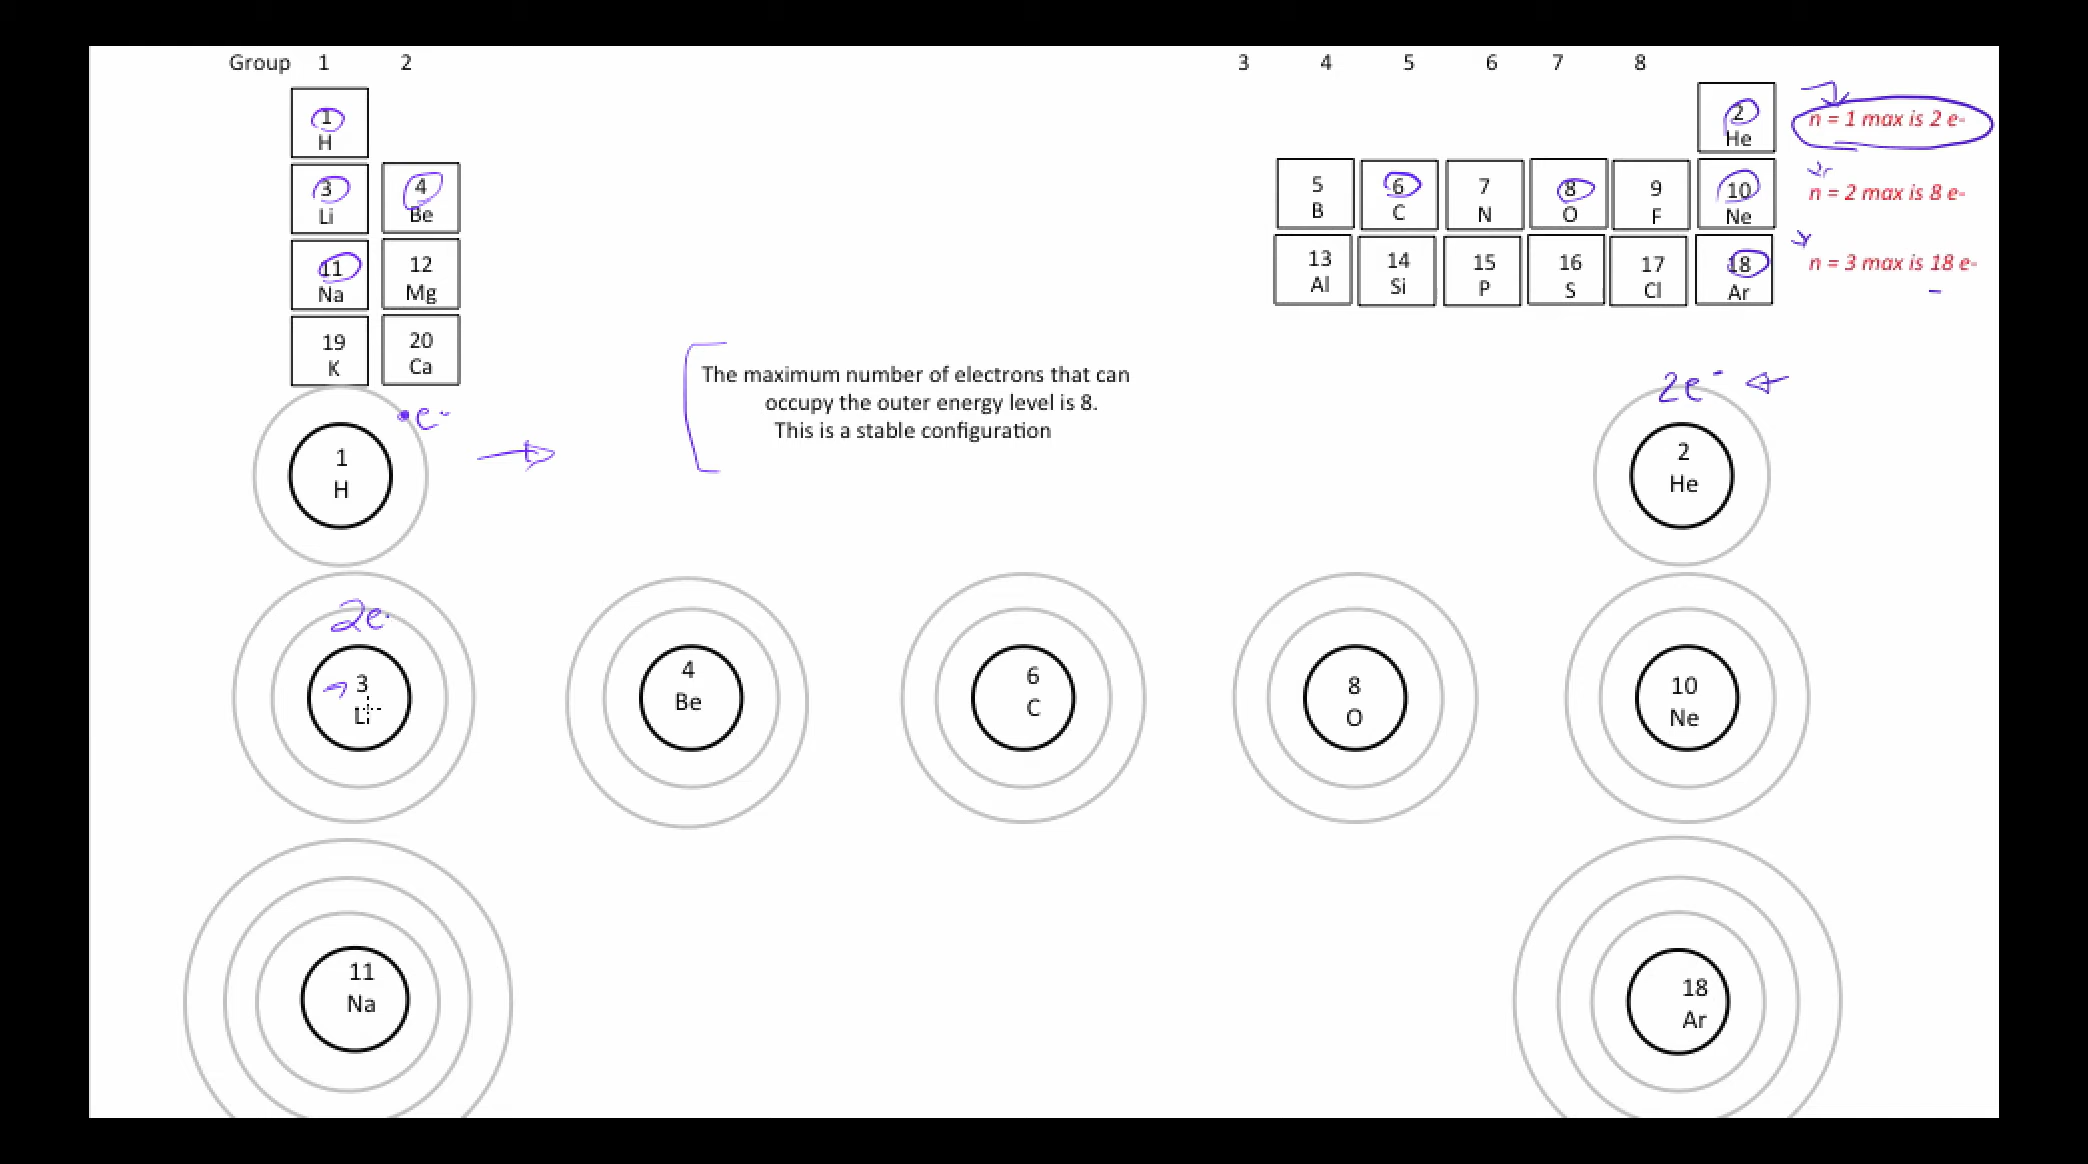 Group 1 2 3 4 5 6 7 8
1
H
2
He
n = 1 max is 2 e-
3
Li
4
Be
5
B
6
C
7
N
8
O
9
F
10
Ne
n = 2 max is 8 e-
11
Na
12
Mg
13
Al
14
Si
15
P
16
S
17
Cl
18
Ar
n = 3 max is 18 e-
19
K
20
Ca
The maximum number of electrons that can
occupy the outer energy level is 8.
This is a stable configuration
e-
1
H
2e-
2
He
2e-
3
Li
4
Be
6
C
8
O
10
Ne
11
Na
18
Ar